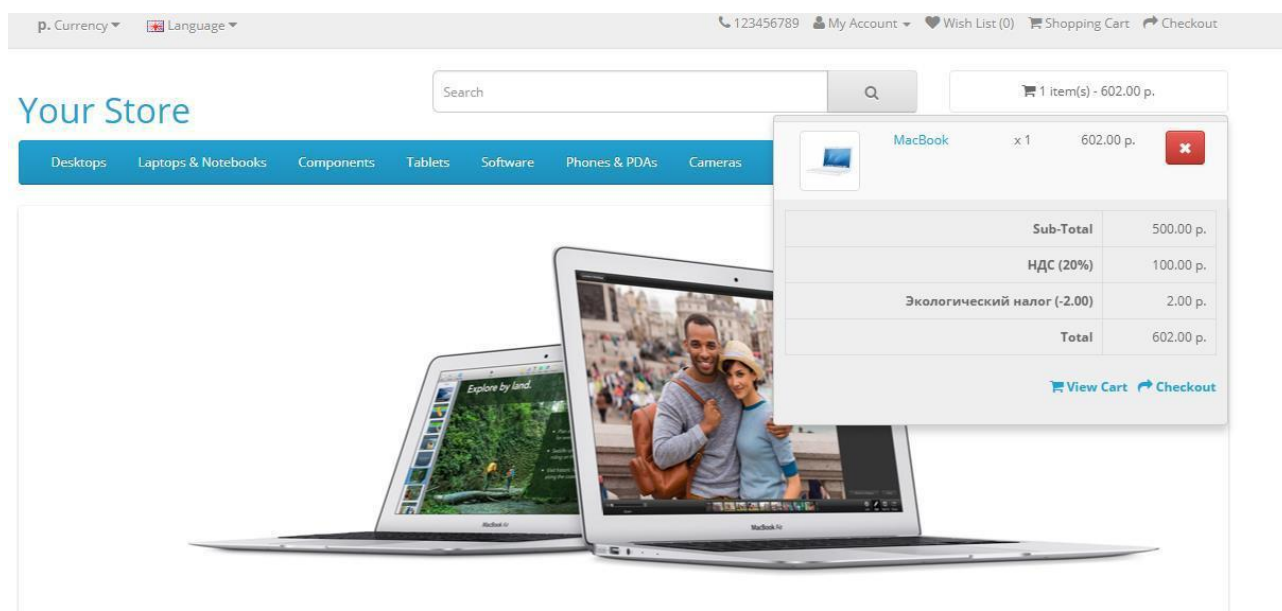 р. Currency Language 123456789 My Account Wish List (0) Shopping Cart Checkout
Your Store
Search
1 item(s) - 602.00 р.
Desktops Laptops & Notebooks Components Tablets Software Phones & PDAs Cameras
MacBook x 1 602.00 р.
Sub-Total 500.00 р.
НДС (20%) 100.00 р.
Экологический налог (-2.00) 2.00 р.
Total 602.00 р.
View Cart Checkout
Explore by land.
MacBook Air
MacBook Air